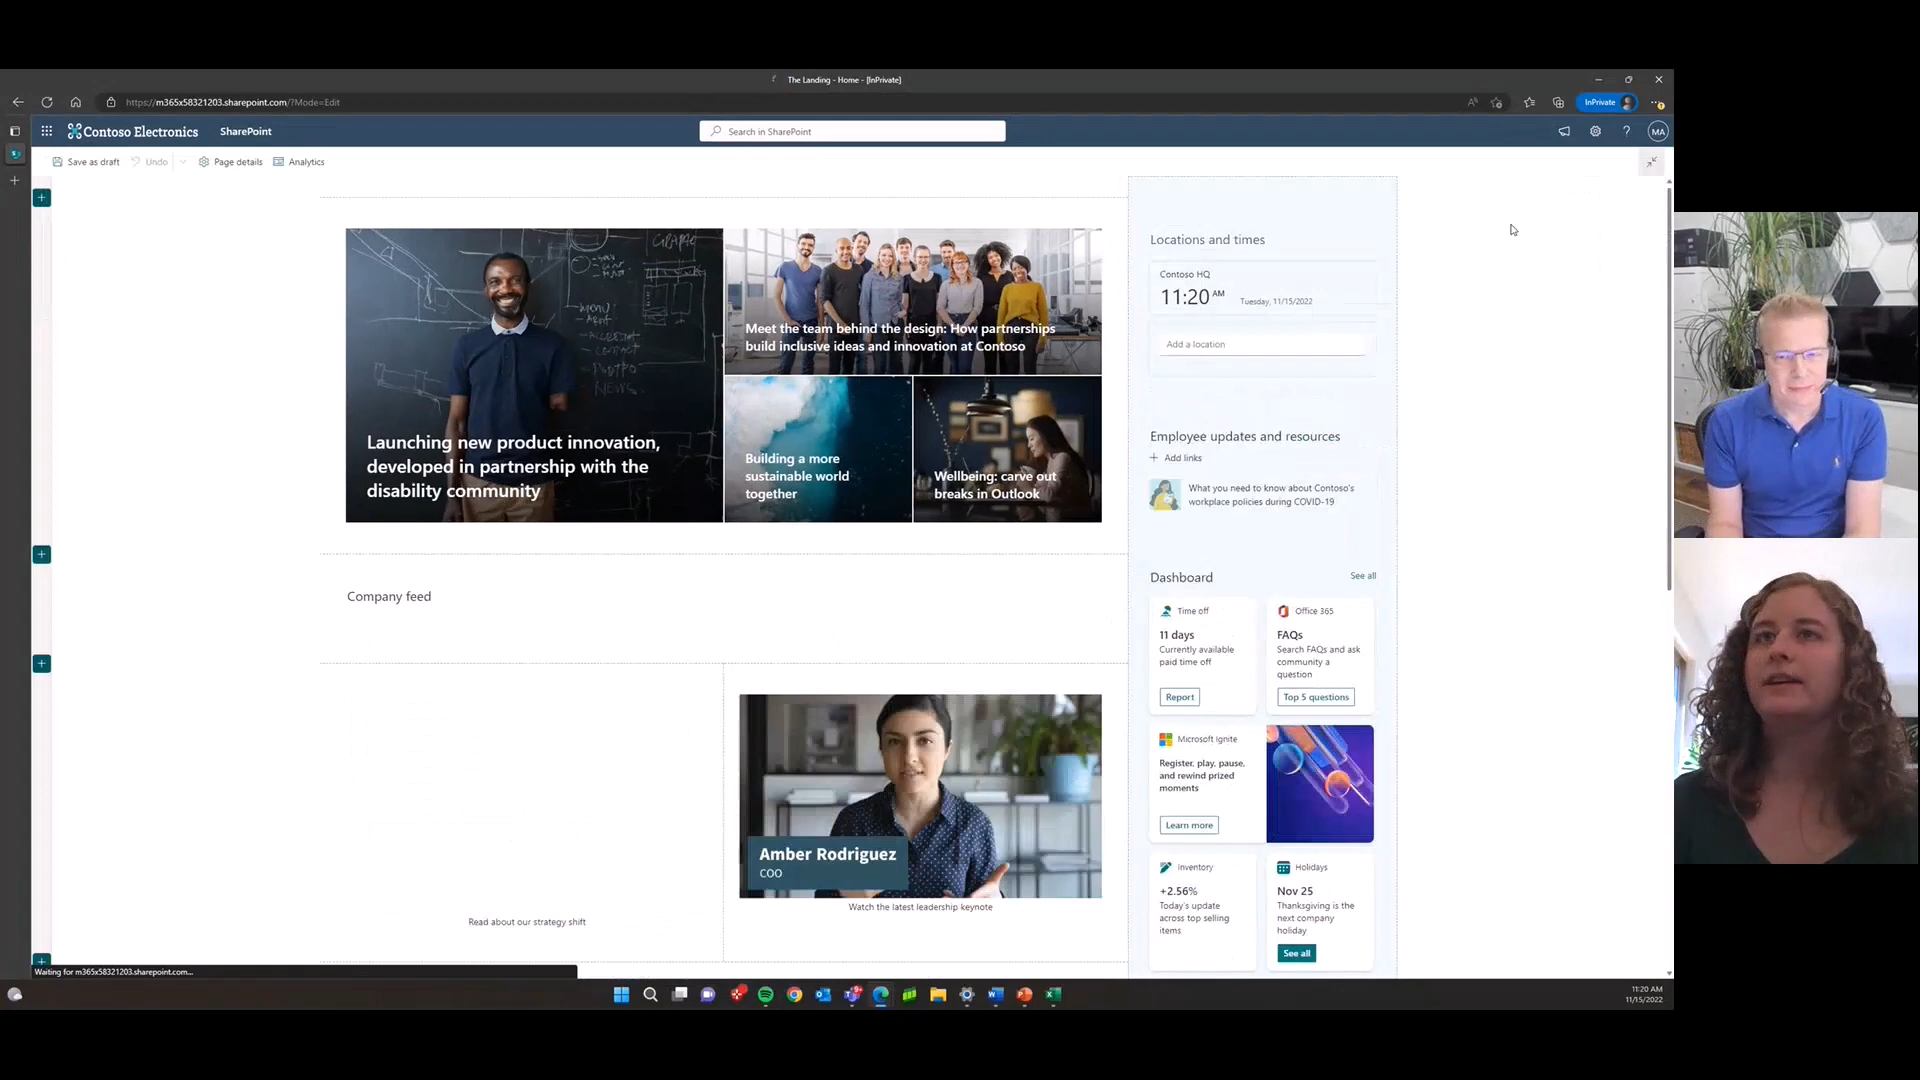 The Landing - Home - [InPrivate]
https://m365x58321203.sharepoint.com/?Mode=Edit
InPrivate
Contoso Electronics
SharePoint
Search in SharePoint
MA
Save as draft
Undo
Page details
Analytics
Launching new product innovation,
developed in partnership with the
disability community
Meet the team behind the design: How partnerships
build inclusive ideas and innovation at Contoso
Building a more
sustainable world
together
Wellbeing: carve out
breaks in Outlook
Company feed
Read about our strategy shift
Amber Rodriguez
COO
Watch the latest leadership keynote
Locations and times
Contoso HQ
11:20 AM
Tuesday, 11/15/2022
Add a location
Employee updates and resources
+ Add links
What you need to know about Contoso's
workplace policies during COVID-19
Dashboard
See all
Time off
11 days
Currently available
paid time off
Report
Office 365
FAQs
Search FAQs and ask
community a
question
Top 5 questions
Microsoft Ignite
Register, play, pause,
and rewind prized
moments
Learn more
Inventory
+2.56%
Today's update
across top selling
items
Holidays
Nov 25
Thanksgiving is the
next company
holiday
See all
Waiting for m365x58321203.sharepoint.com...
11:20 AM
11/15/2022